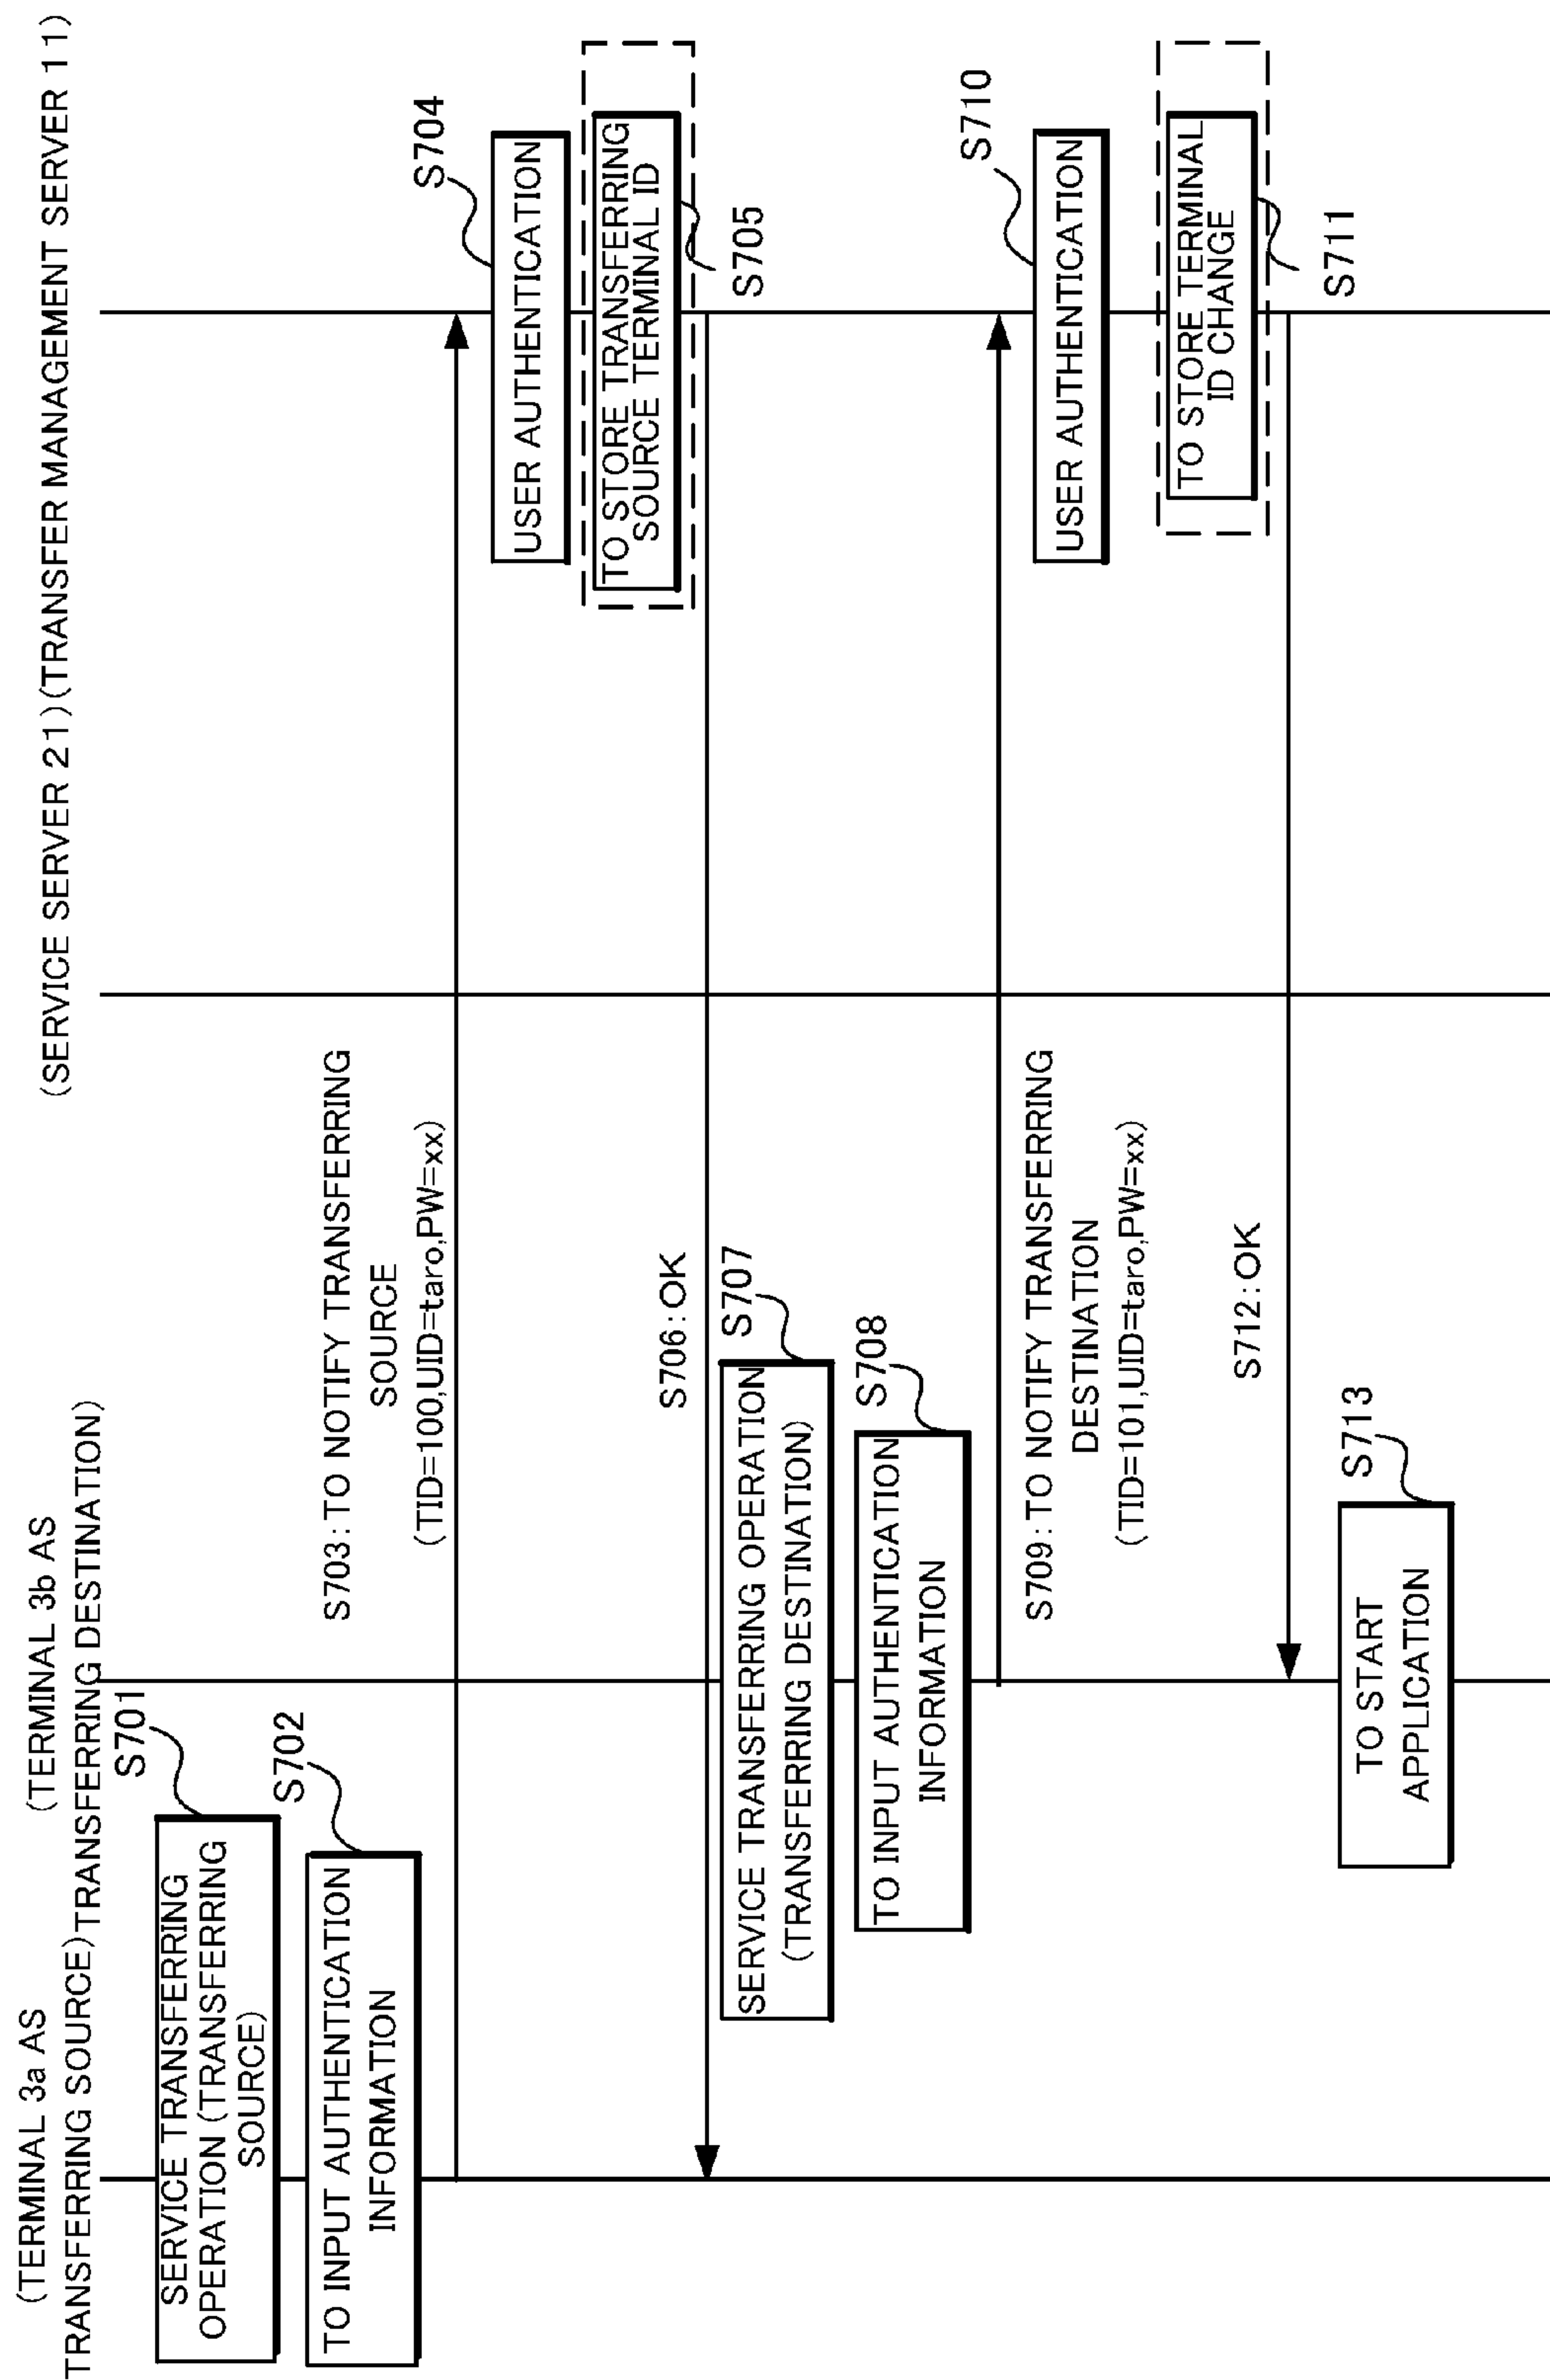 (TERMINAL 3a AS
TRANSFERRING SOURCE)
(TERMINAL 3b AS
TRANSFERRING DESTINATION)
(SERVICE SERVER 21)
(TRANSFER MANAGEMENT SERVER 11)
S701
SERVICE TRANSFERRING
OPERATION (TRANSFERRING
SOURCE)
S702
TO INPUT AUTHENTICATION
INFORMATION
S703:TO NOTIFY TRANSFERRING
SOURCE
(TID=100,UID=taro,PW=xx)
S704
USER AUTHENTICATION
TO STORE TRANSFERRING
SOURCE TERMINAL ID
S705
S706:OK
S707
SERVICE TRANSFERRING OPERATION
(TRANSFERRING DESTINATION)
S708
TO INPUT AUTHENTICATION
INFORMATION
S709:TO NOTIFY TRANSFERRING
DESTINATION
(TID=101,UID=taro,PW=xx)
S710
USER AUTHENTICATION
TO STORE TERMINAL
ID CHANGE
S711
S712:OK
S713
TO START
APPLICATION